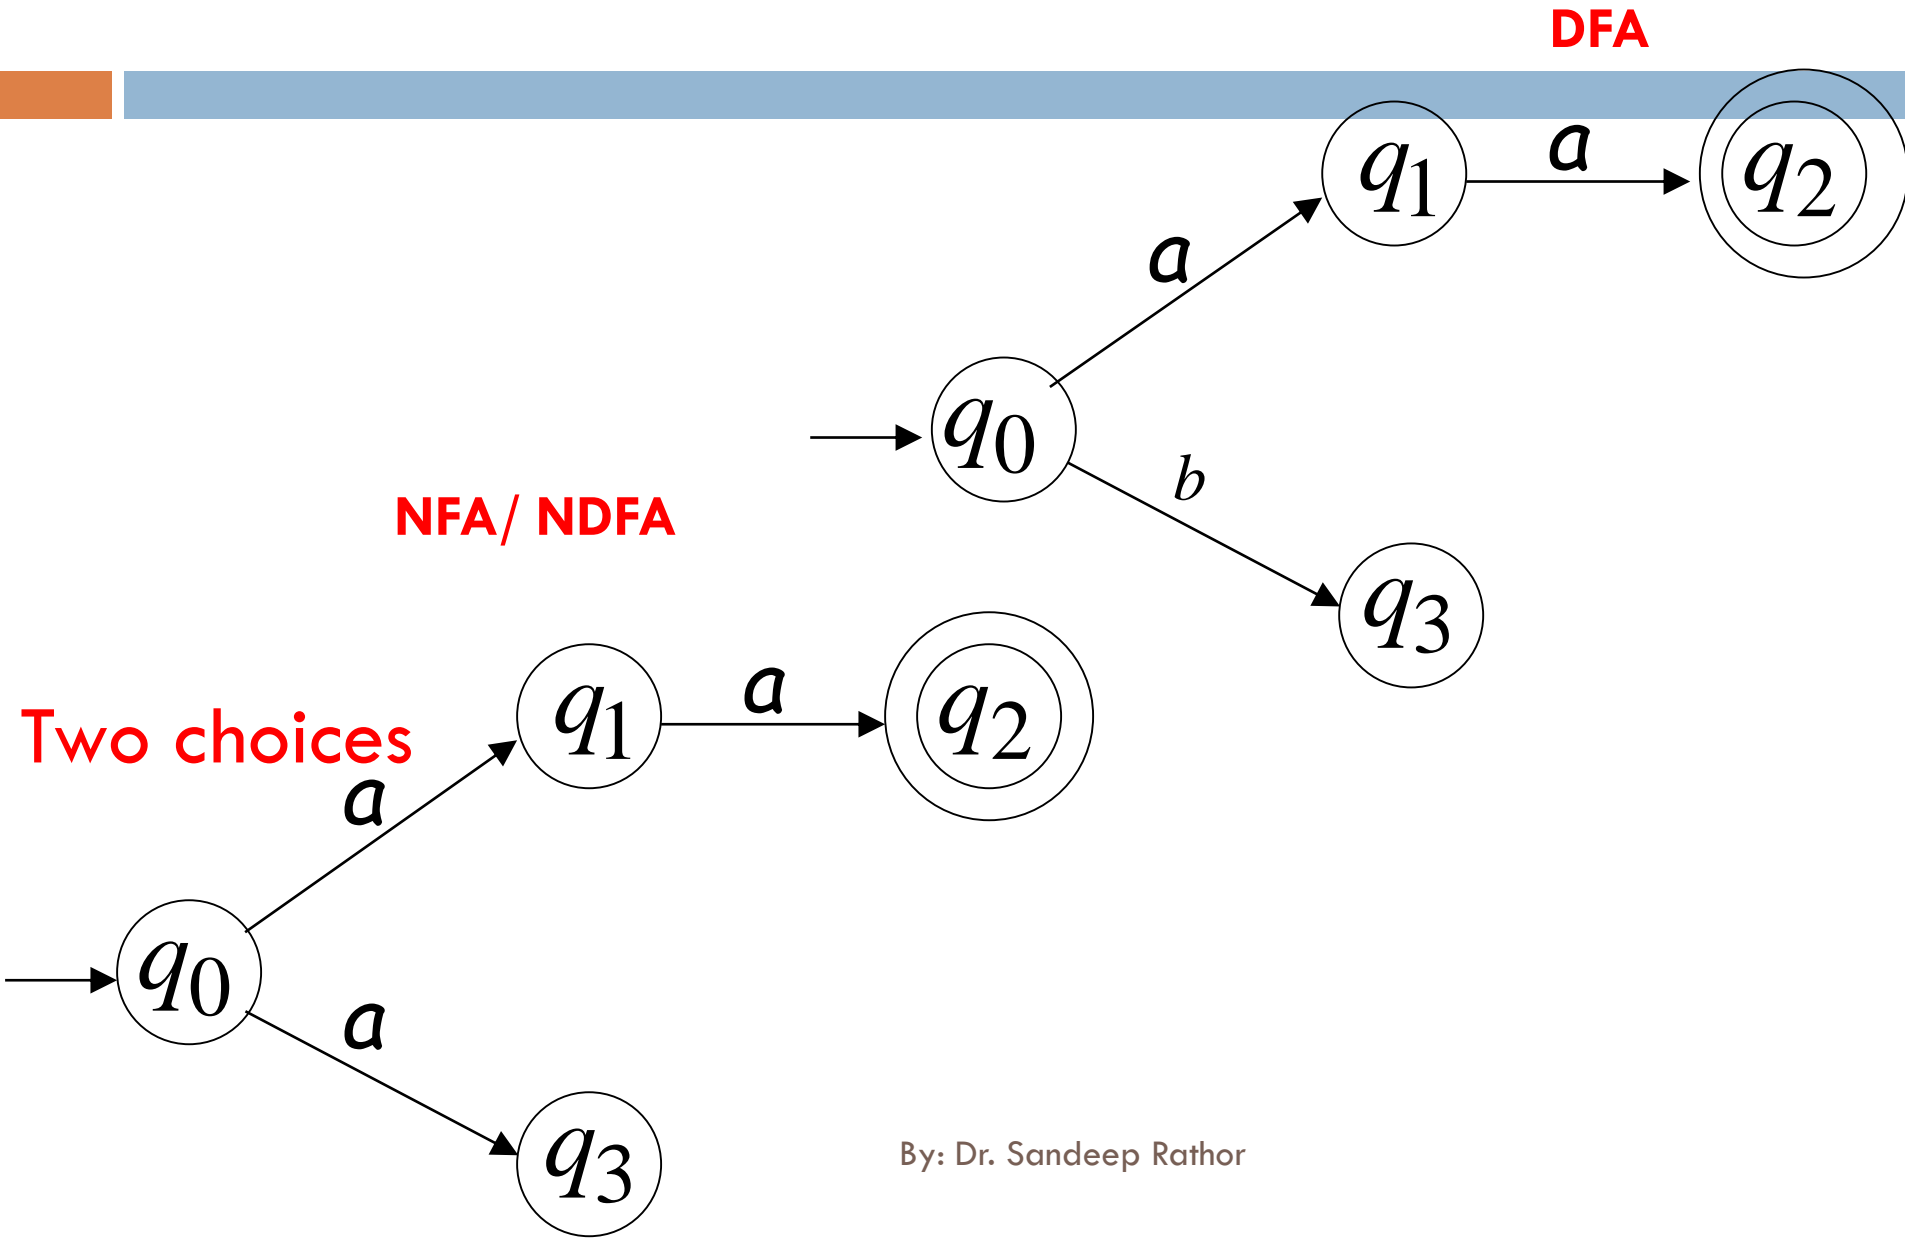 DFA
q1 a q2
a
q0
b
q3
NFA/ NDFA
q1 a q2
Two choices
a
q0
a
q3
By: Dr. Sandeep Rathor